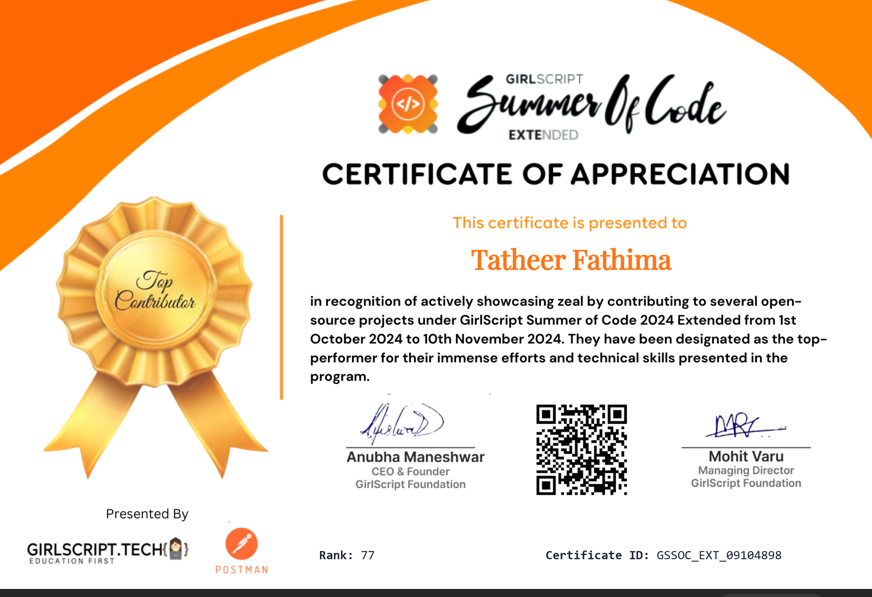 GIRLSCRIPT
Summer Of Code
EXTENDED
CERTIFICATE OF APPRECIATION
This certificate is presented to
Tatheer Fathima
Top
Contributor
in recognition of actively showcasing zeal by contributing to several open-
source projects under GirlScript Summer of Code 2024 Extended from 1st
October 2024 to 10th November 2024. They have been designated as the top-
performer for their immense efforts and technical skills presented in the
program.
Anubha Maneshwar
CEO & Founder
GirlScript Foundation
Mohit Varu
Managing Director
GirlScript Foundation
Presented By
GIRLSCRIPT.TECH{}
EDUCATION FIRST
POSTMAN
Rank: 77
Certificate ID: GSSOC_EXT_09104898